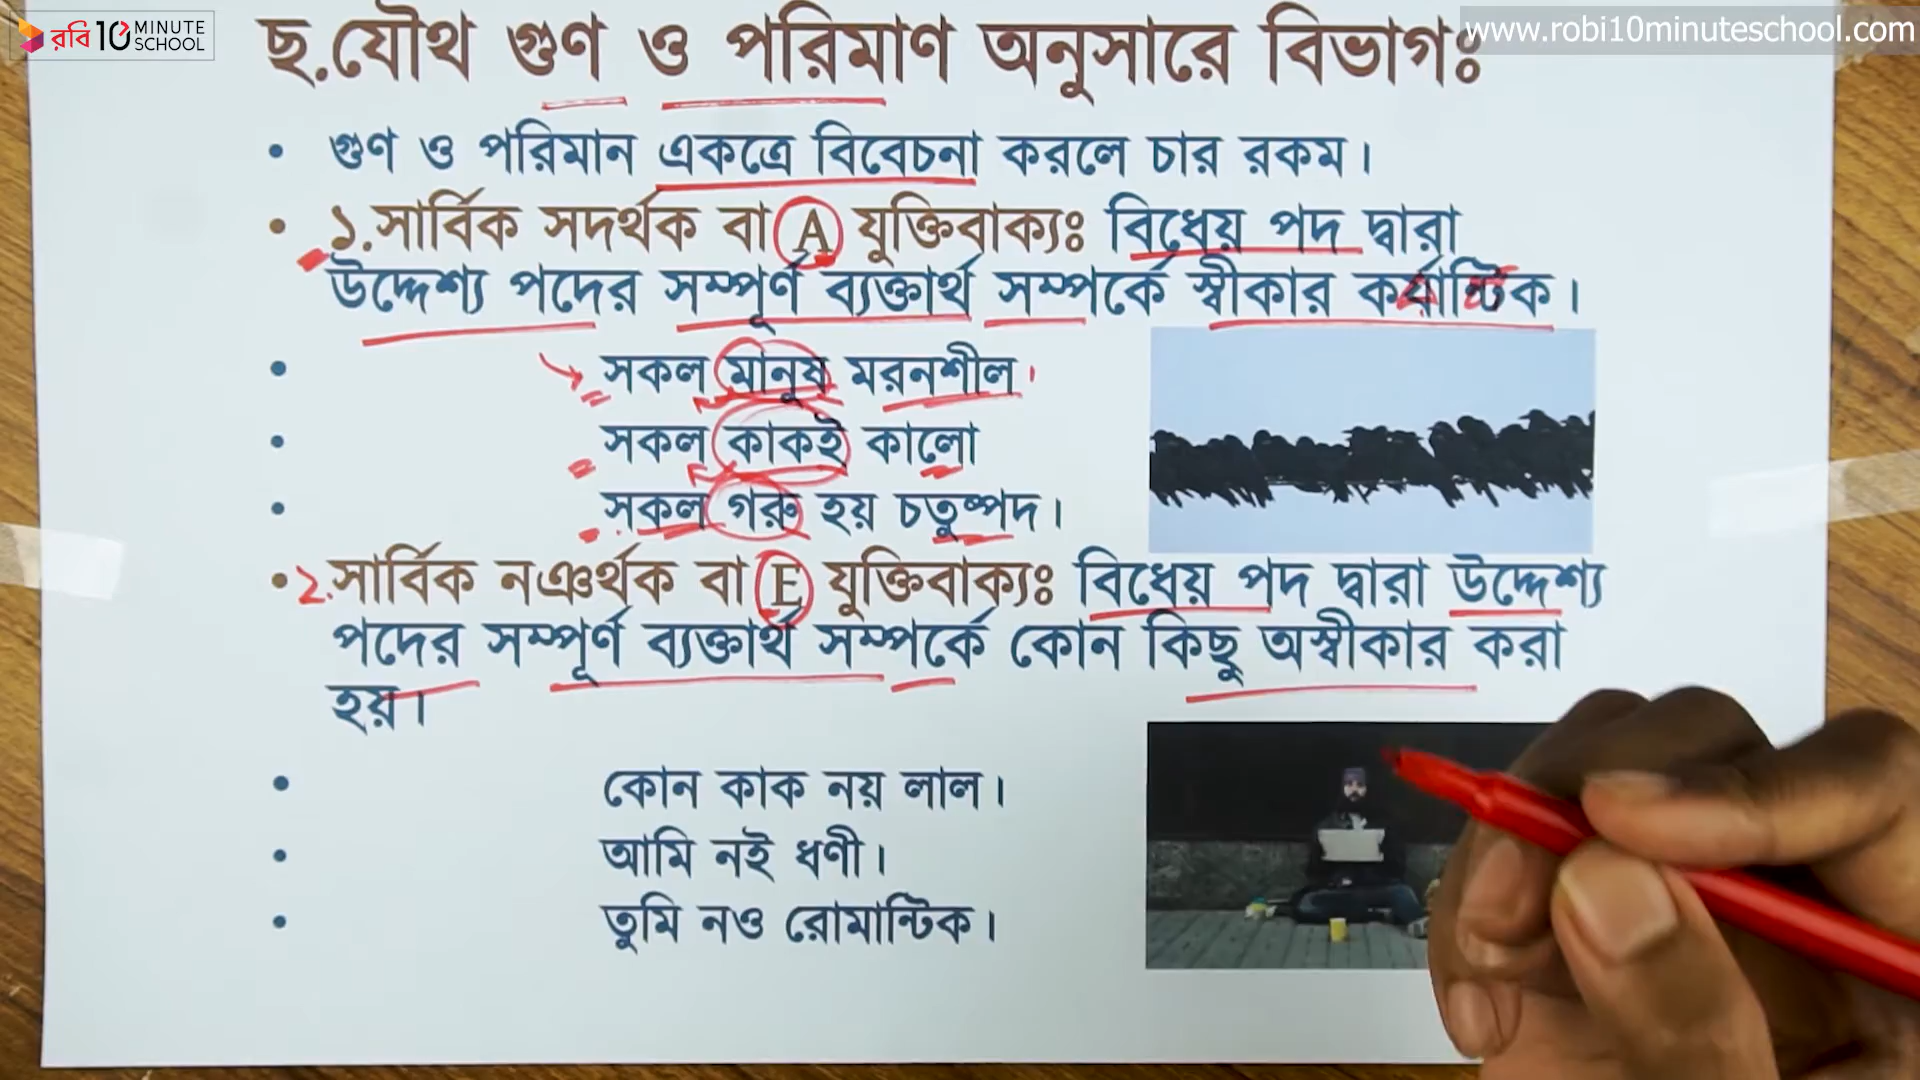 রবি 10 MINUTE SCHOOL
www.robi10minuteschool.com
ছ.যৌথ গুণ ও পরিমাণ অনুসারে বিভাগঃ
• গুণ ও পরিমান একত্রে বিবেচনা করলে চার রকম।
• ১.সার্বিক সদর্থক বা A যুক্তিবাক্যঃ বিধেয় পদ দ্বারা
উদ্দেশ্য পদের সম্পূর্ণ ব্যক্তার্থ সম্পর্কে স্বীকার
• সকল মানুষ মরনশীল।
• সকল কাকই কালো
• সকল গরু হয় চতুষ্পদ।
• ২.সার্বিক নঞর্থক বা E যুক্তিবাক্যঃ বিধেয় পদ দ্বারা উদ্দেশ্য
পদের সম্পূর্ণ ব্যক্তার্থ সম্পর্কে কোন কিছু অস্বীকার করা
হয়।
• কোন কাক নয় লাল।
• আমি নই ধণী।
• তুমি নও রোমান্টিক।